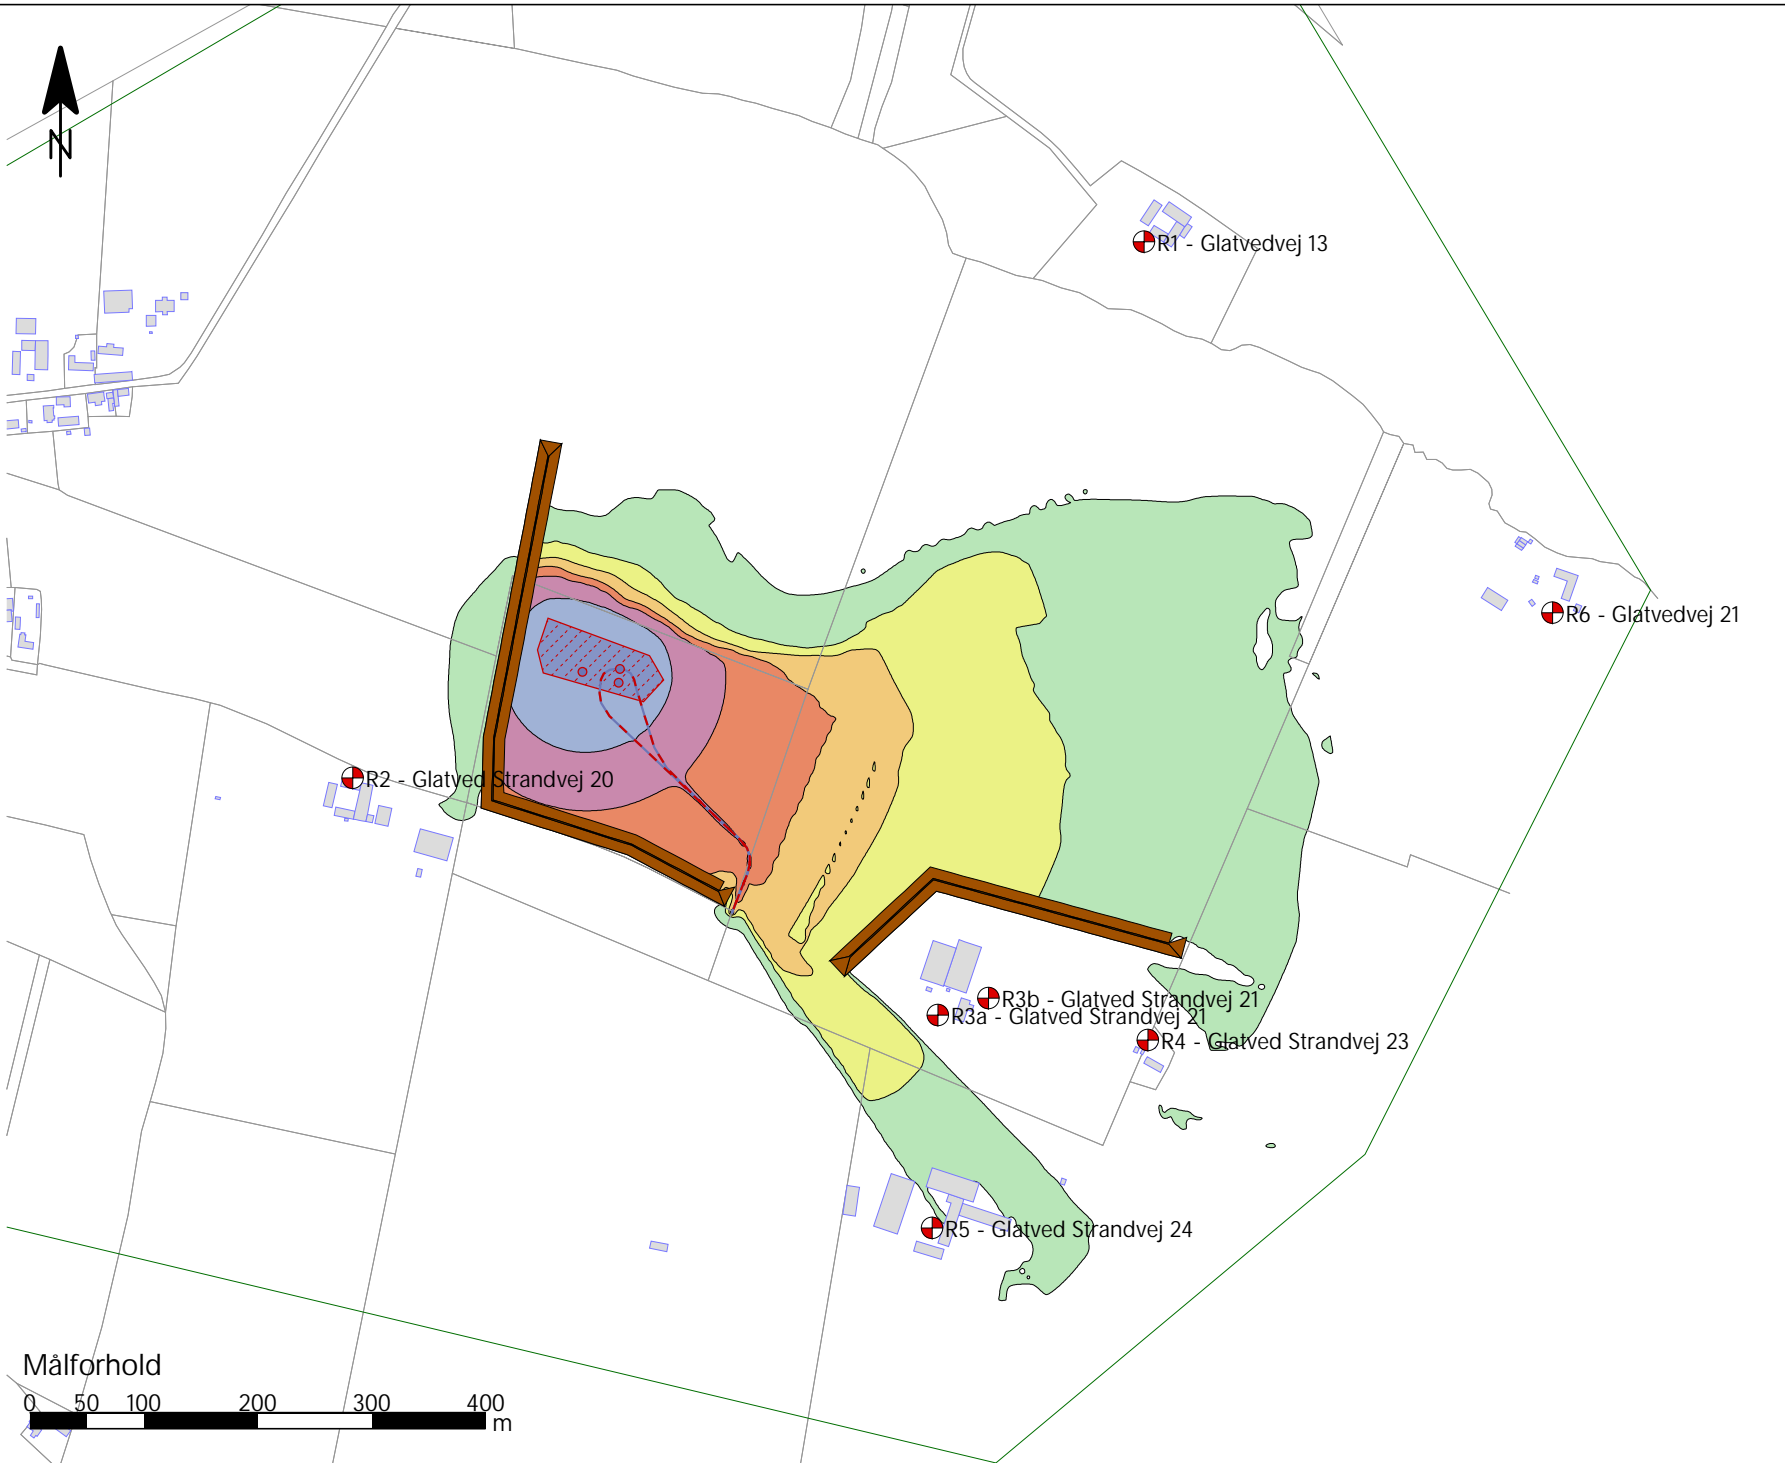 N
R1 - Glatvedvej 13
R6 - Glatvedvej 21
R2 - Glatved Strandvej 20
R3b - Glatved Strandvej 21
R3a - Glatved Strandvej 21
R4 - Glatved Strandvej 23
R5 - Glatved Strandvej 24
Målforhold
0 50 100 200 300 400
m